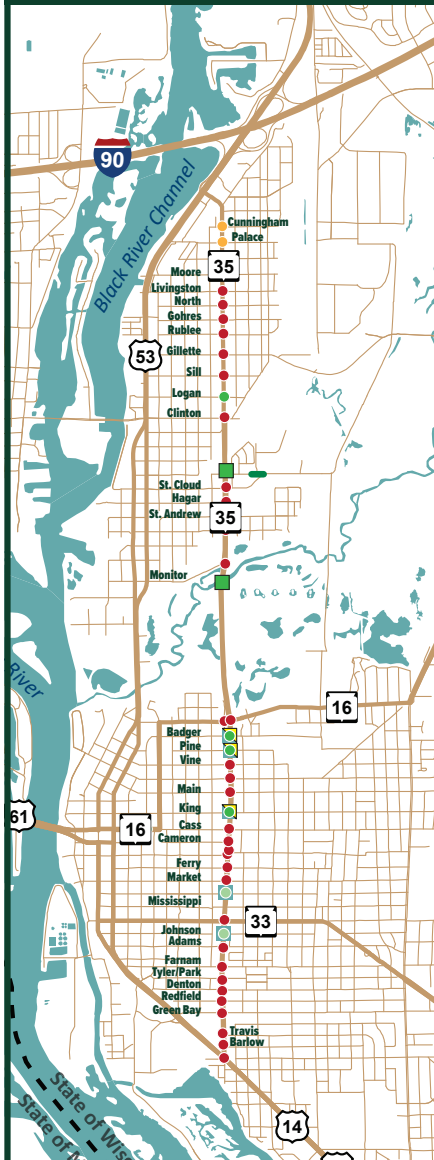 90
Black River Channel
Cunningham
Palace
35
Moore
Livingston
North
Gohres
Rublee
53
Gillette
Sill
Logan
Clinton
St. Cloud
Hagar
St. Andrew
35
Monitor
River
16
Badger
Pine
Vine
Main
King
61
16
Cass
Cameron
Ferry
Market
Mississippi
33
Johnson
Adams
Farnam
Tyler/Park
Denton
Redfield
Green Bay
Travis
Barlow
14
State of Wisc
State of M